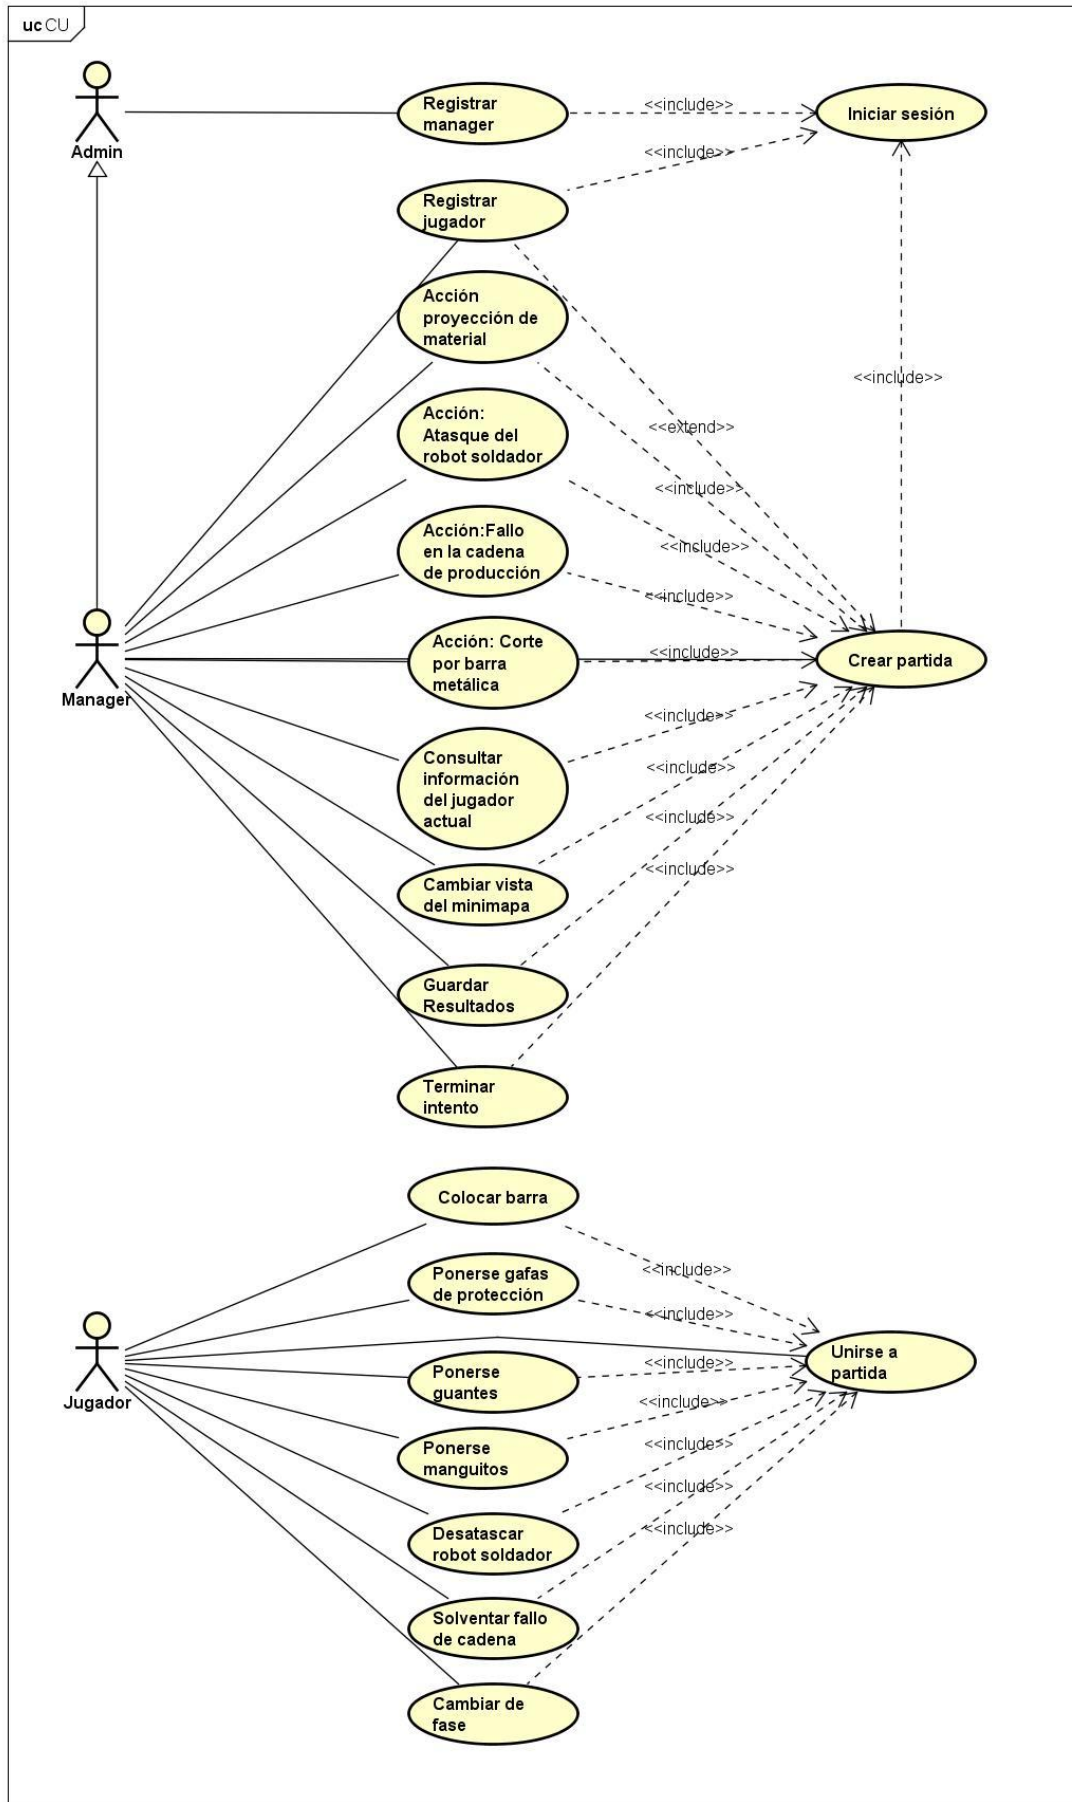 uc CU
Admin
Registrar
manager
<<include>>
Iniciar sesión
<<include>>
Registrar
jugador
Acción
proyección de
material
<<include>>
Acción:
Atasque del
robot soldador
<<extend>>
<<include>>
Acción:Fallo
en la cadena
de producción
<<include>>
<<include>>
Manager
Acción: Corte
por barra
metálica
<<include>>
Crear partida
<<include>>
Consultar
información
del jugador
actual
<<include>>
<<include>>
<<include>>
Cambiar vista
del minimapa
Guardar
Resultados
Terminar
intento
Colocar barra
<<include>>
Ponerse gafas
de protección
<<include>>
Jugador
Unirse a
partida
<<include>>
Ponerse
guantes
<<include>>
Ponerse
manguitos
<<include>>
<<include>>
Desatascar
robot soldador
<<include>>
Solventar fallo
de cadena
Cambiar de
fase